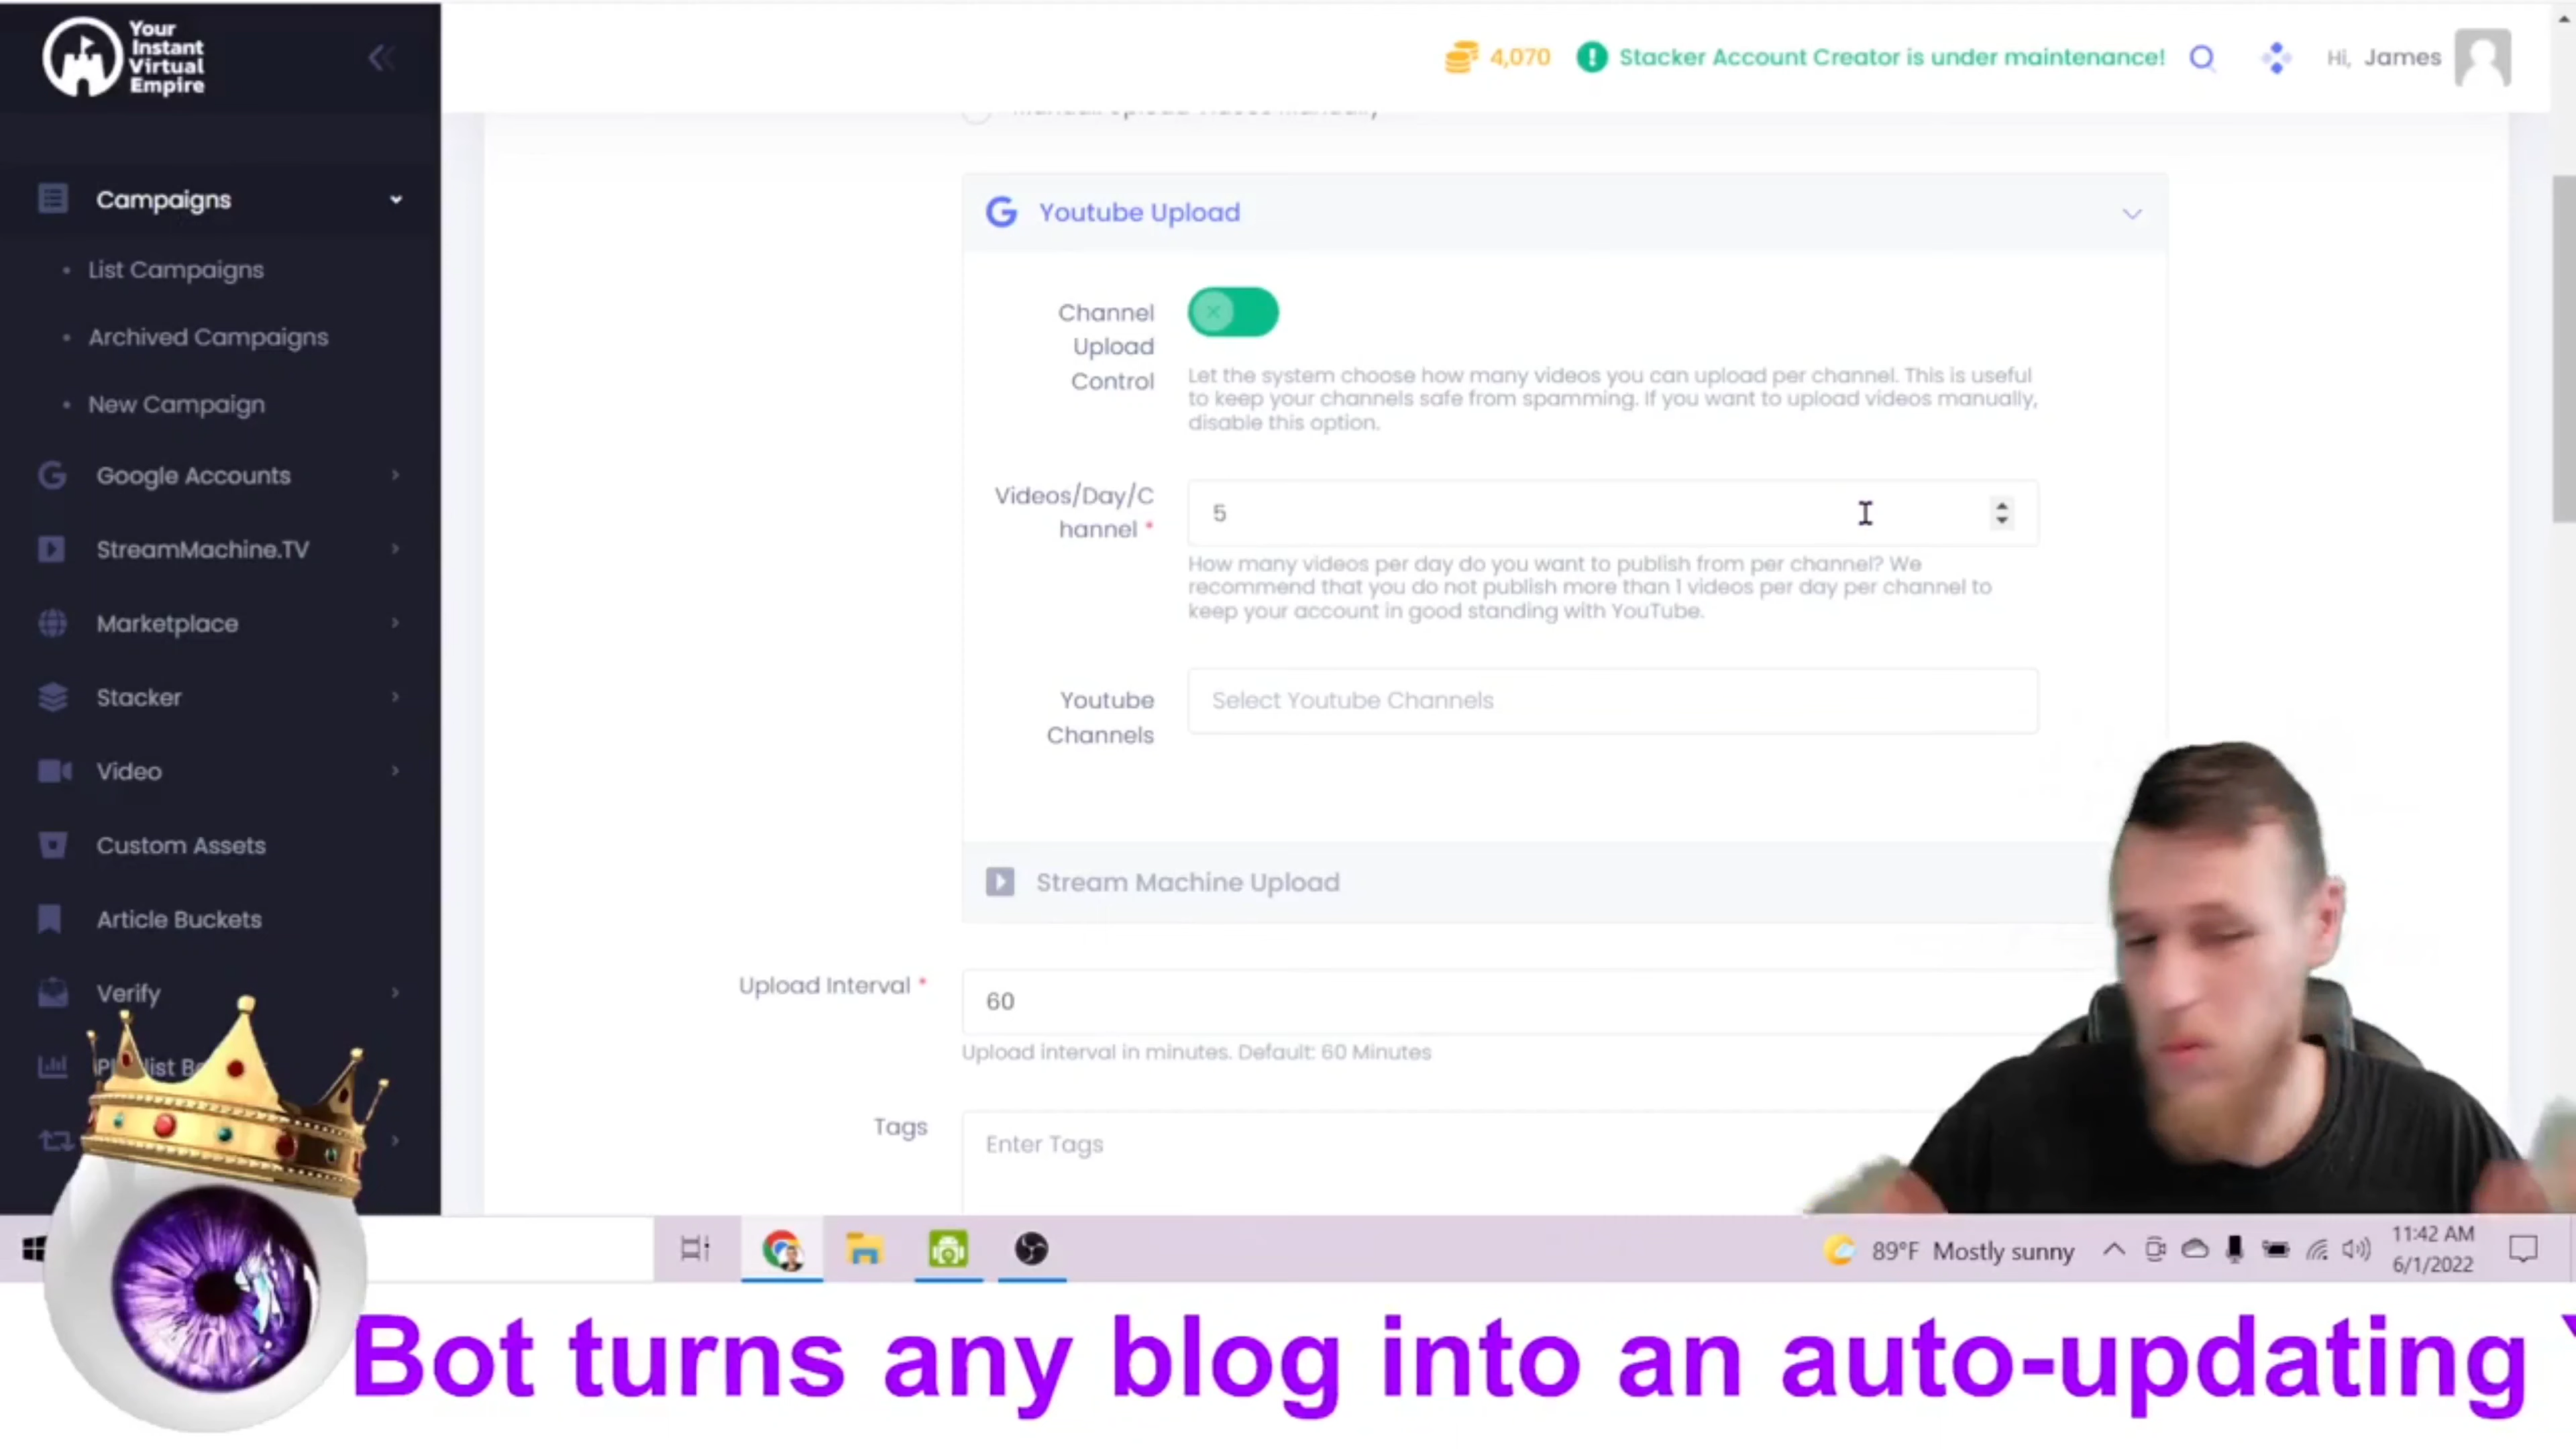 Your
Instant
Virtual
Empire
4,070
Stacker Account Creator is under maintenance!
Hi, James
Campaigns
List Campaigns
Archived Campaigns
New Campaign
Google Accounts
StreamMachine.TV
Marketplace
Stacker
Video
Custom Assets
Article Buckets
Verify
Youtube Upload
Channel
Upload
Control
Let the system choose how many videos you can upload per channel. This is useful
to keep your channels safe from spamming. If you want to upload videos manually,
disable this option.
Videos/Day/C
hannel *
5
How many videos per day do you want to publish from per channel? We
recommend that you do not publish more than 1 videos per day per channel to
keep your account in good standing with YouTube.
Youtube
Channels
Select Youtube Channels
Stream Machine Upload
Upload Interval *
60
Upload interval in minutes. Default: 60 Minutes
Tags
Enter Tags
89°F Mostly sunny
11:42 AM
6/1/2022
Bot turns any blog into an auto-updating